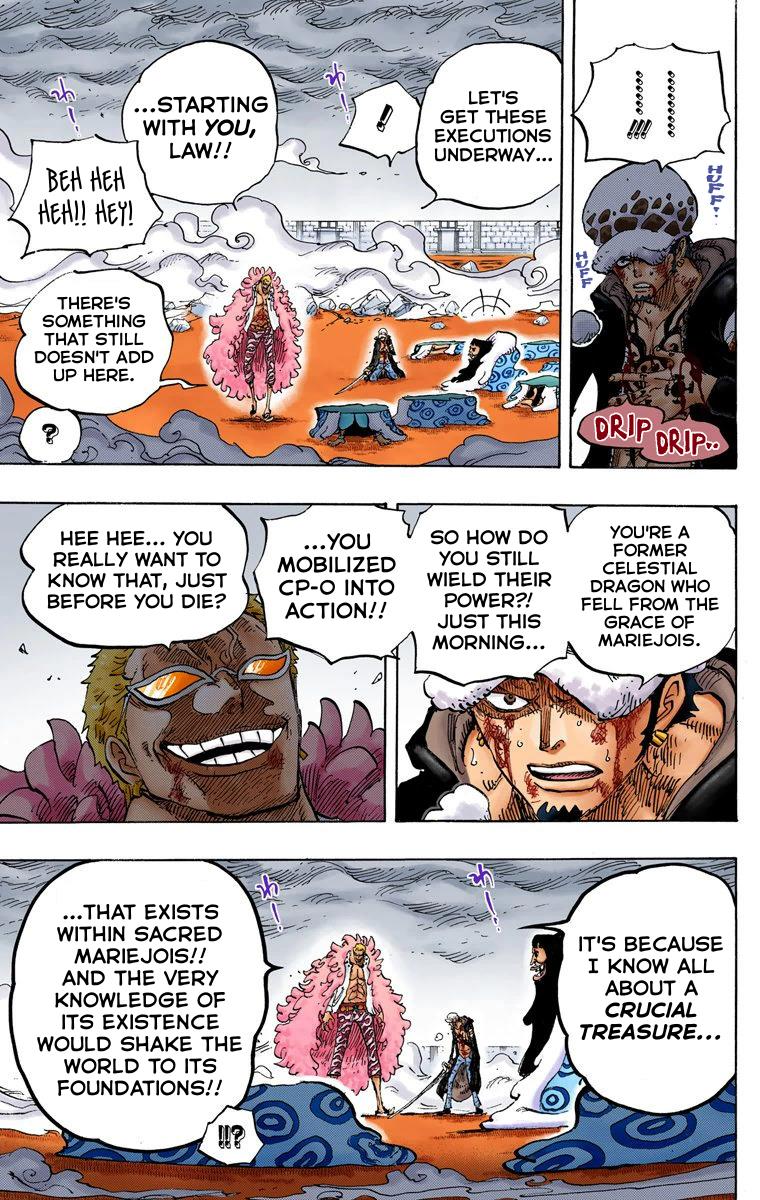 ........
.....!!!
HUFF!
HUFF
DRIP DRIP..
LET'S
GET THESE
EXECUTIONS
UNDERWAY...
!
...STARTING
WITH YOU,
LAW!!
BEH HEH
HEH!! HEY!
THERE'S
SOMETHING
THAT STILL
DOESN'T ADD
UP HERE.
?
YOU'RE A
FORMER
CELESTIAL
DRAGON WHO
FELL FROM THE
GRACE OF
MARIEJOIS.
SO HOW DO
YOU STILL
WIELD THEIR
POWER?!
JUST THIS
MORNING...
...YOU
MOBILIZED
CP-0 INTO
ACTION!!
HEE HEE... YOU
REALLY WANT TO
KNOW THAT, JUST
BEFORE YOU DIE?
IT'S BECAUSE
I KNOW ALL
ABOUT A
CRUCIAL
TREASURE...
...THAT EXISTS
WITHIN SACRED
MARIEJOIS!!
AND THE VERY
KNOWLEDGE OF
ITS EXISTENCE
WOULD SHAKE THE
WORLD TO ITS
FOUNDATIONS!!
!!?